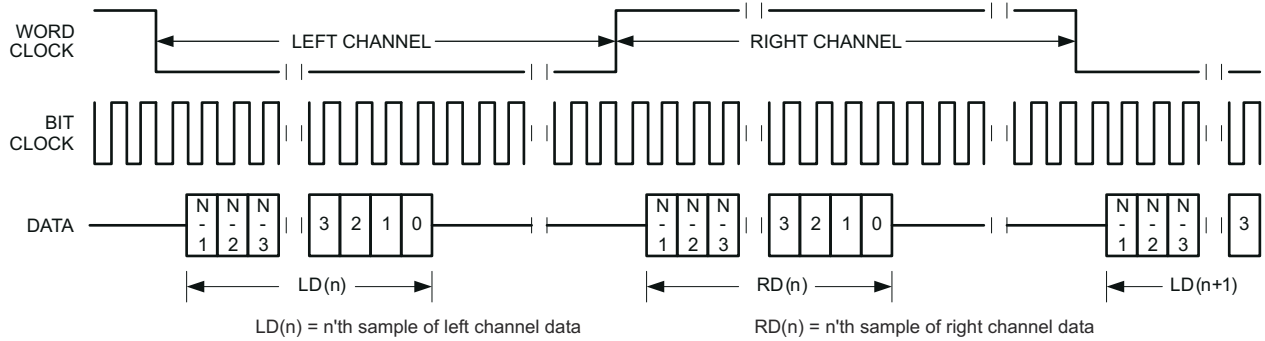 WORD
CLOCK
LEFT CHANNEL
RIGHT CHANNEL
BIT
CLOCK
DATA
N-1 N-2 N-3 3 2 1 0 N-1 N-2 N-3 3 2 1 0 N-1 N-2 N-3 3
LD(n) RD(n) LD(n+1)
LD(n) = n'th sample of left channel data
RD(n) = n'th sample of right channel data